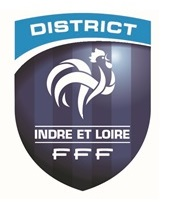 DISTRICT
INDRE ET LOIRE
FFF